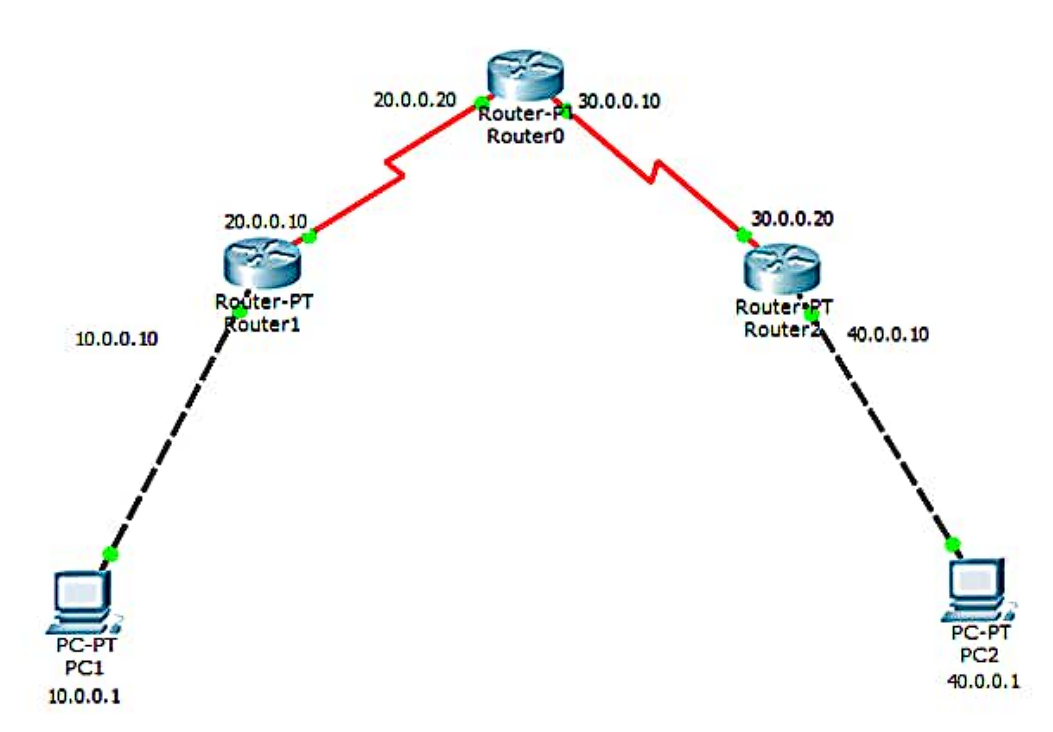 20.0.0.20
30.0.0.10
Router-PT
Router0
20.0.0.10
30.0.0.20
Router-PT
Router1
Router-PT
Router2
10.0.0.10
40.0.0.10
PC-PT
PC1
10.0.0.1
PC-PT
PC2
40.0.0.1